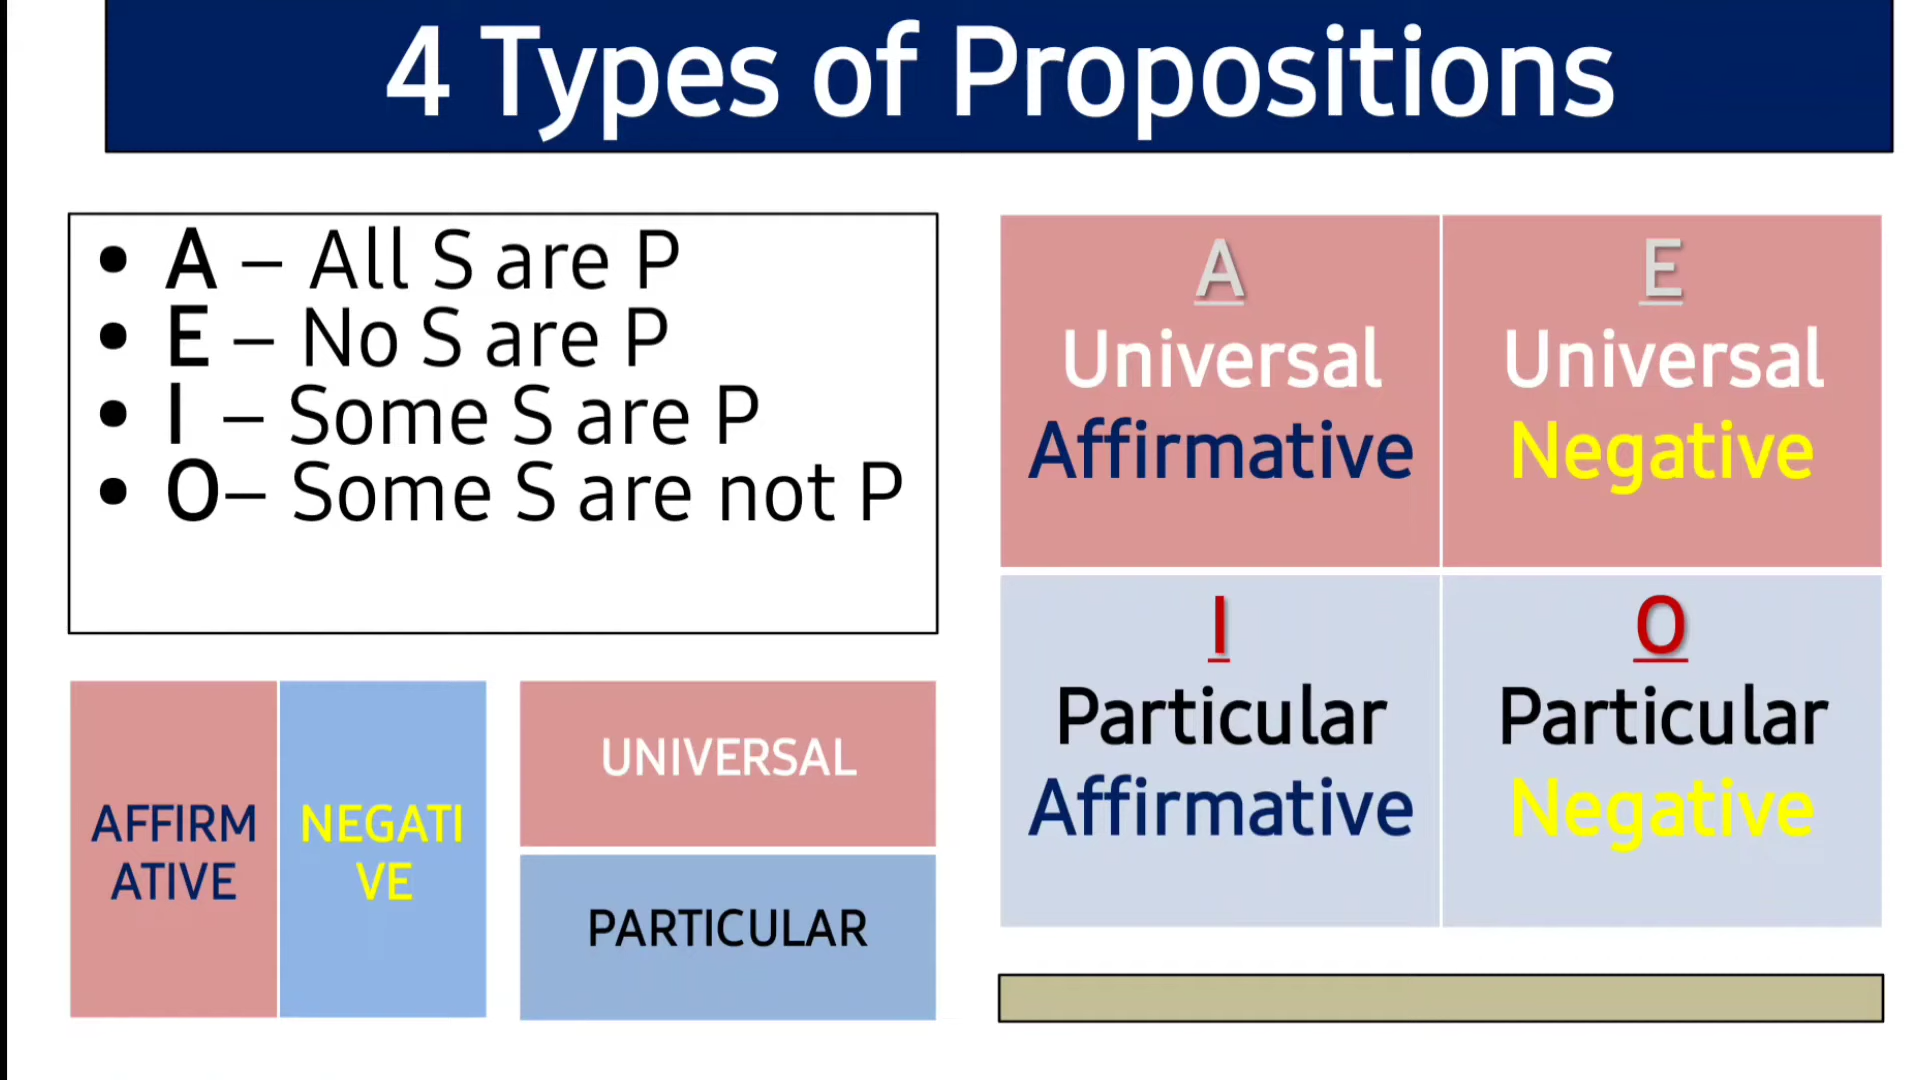 4 Types of Propositions
• A – All S are P
• E – No S are P
• I – Some S are P
• O– Some S are not P
A
Universal
Affirmative
E
Universal
Negative
I
Particular
Affirmative
O
Particular
Negative
AFFIRM
ATIVE
NEGATI
VE
UNIVERSAL
PARTICULAR